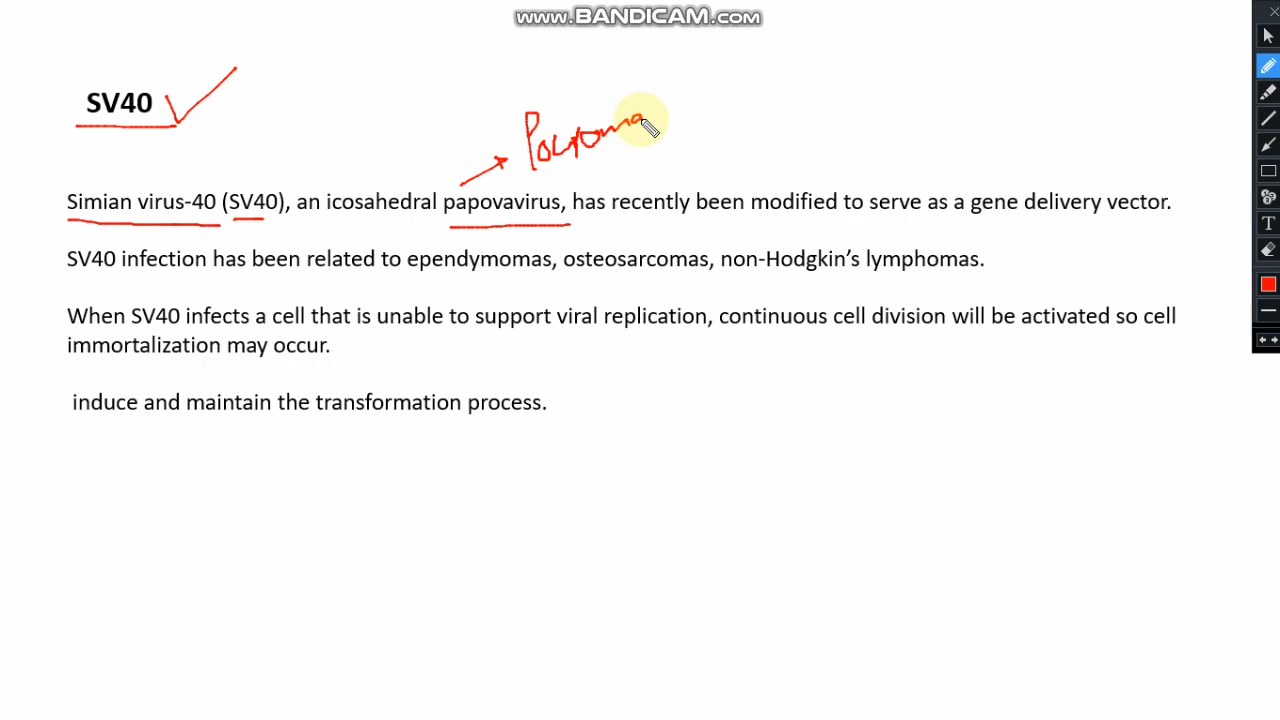 www.BANDICAM.com
SV40
Simian virus-40 (SV40), an icosahedral papovavirus, has recently been modified to serve as a gene delivery vector.
SV40 infection has been related to ependymomas, osteosarcomas, non-Hodgkin’s lymphomas.
When SV40 infects a cell that is unable to support viral replication, continuous cell division will be activated so cell
immortalization may occur.
induce and maintain the transformation process.